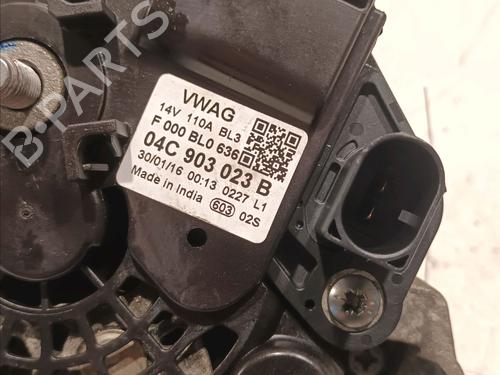 VWAG
14V 110A BL3
F 000 BL0 636
04C 903 023 B
30/01/16 00:13 0227 L1
Made in India 603 02S
B-Parts